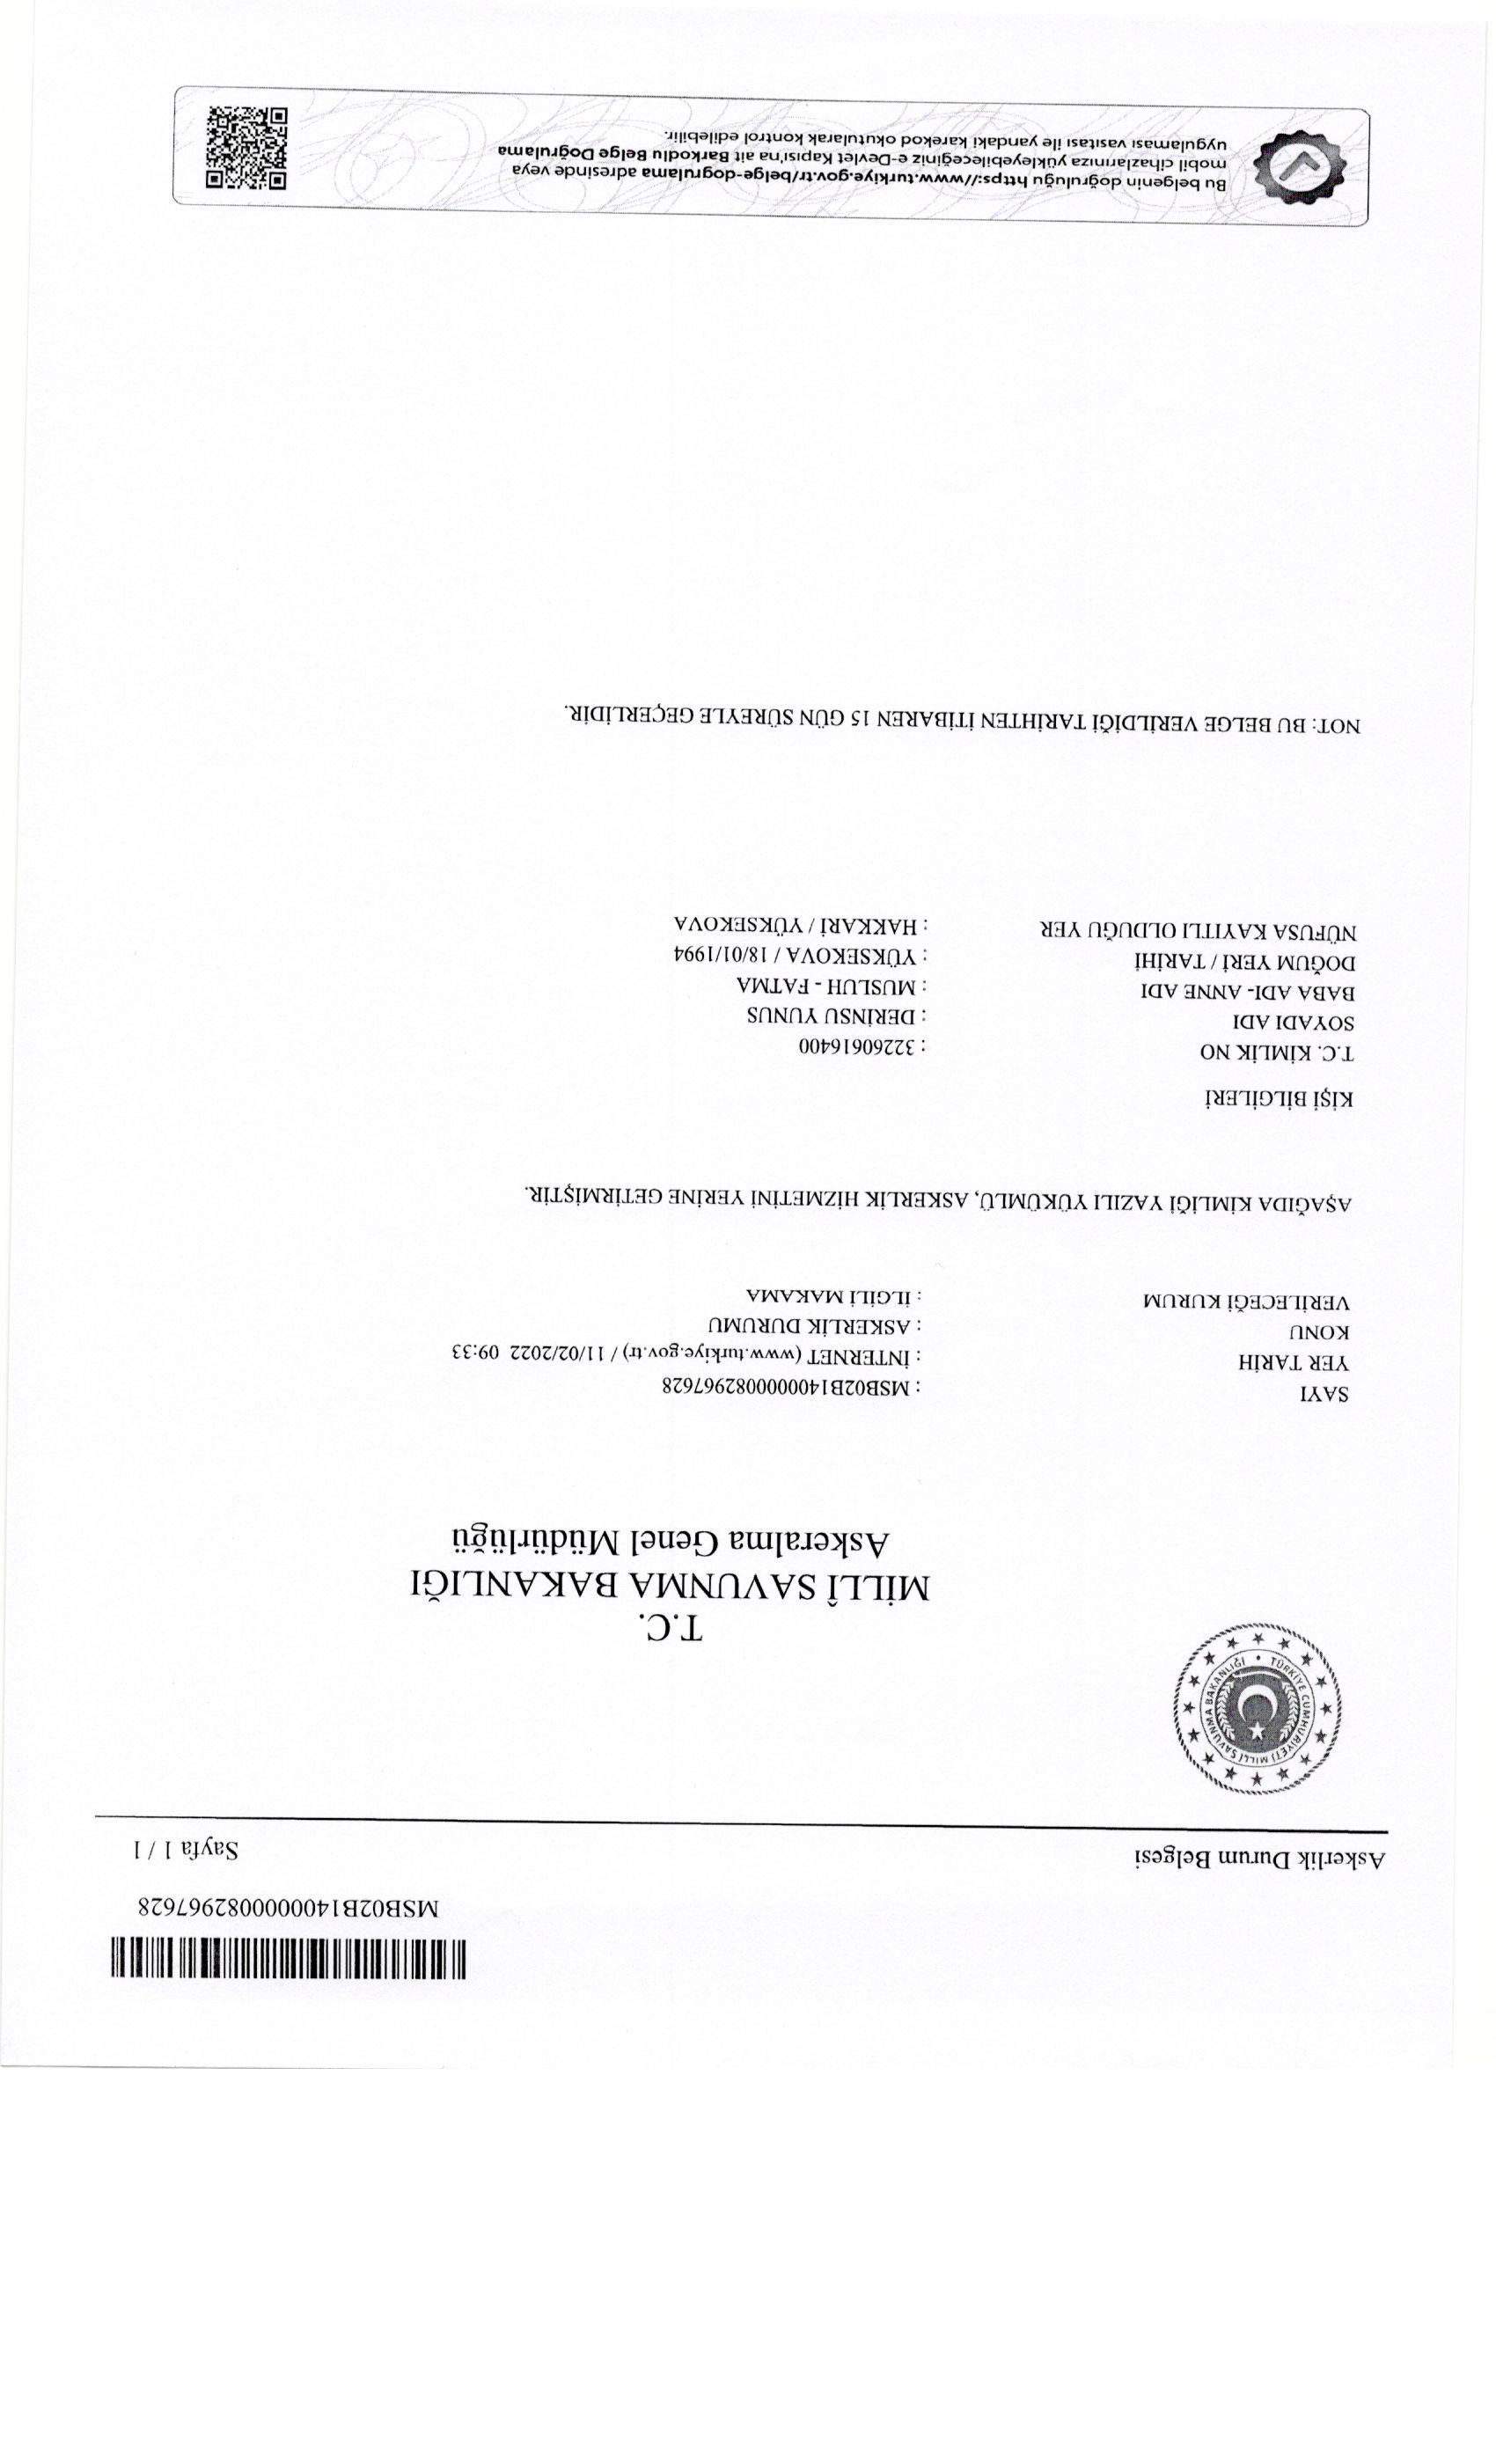 MSB02B1400000082967628
Askerlik Durum Belgesi Sayfa 1 / 1
TÜRKİYE CUMHURİYETİ MİLLÎ SAVUNMA BAKANLIĞI
T.C.
MİLLÎ SAVUNMA BAKANLIĞI
Askeralma Genel Müdürlüğü
SAYI : MSB02B1400000082967628
YER TARİH : İNTERNET (www.turkiye.gov.tr) / 11/02/2022 09:33
KONU : ASKERLİK DURUMU
VERİLECEĞİ KURUM : İLGİLİ MAKAMA
AŞAĞIDA KİMLİĞİ YAZILI YÜKÜMLÜ, ASKERLİK HİZMETİNİ YERİNE GETİRMİŞTİR.
KİŞİ BİLGİLERİ
T.C. KİMLİK NO : 32260616400
SOYADI ADI : DERİNSU YUNUS
BABA ADI- ANNE ADI : MUSLUH - FATMA
DOĞUM YERİ / TARİHİ : YÜKSEKOVA / 18/01/1994
NÜFUSA KAYITLI OLDUĞU YER : HAKKARİ / YÜKSEKOVA
NOT: BU BELGE VERİLDİĞİ TARİHTEN İTİBAREN 15 GÜN SÜREYLE GEÇERLİDİR.
Bu belgenin doğruluğu https://www.turkiye.gov.tr/belge-dogrulama adresinde veya
mobil cihazlarınıza yükleyebileceğiniz e-Devlet Kapısı'na ait Barkodlu Belge Doğrulama
uygulaması vasıtası ile yandaki karekod okutularak kontrol edilebilir.